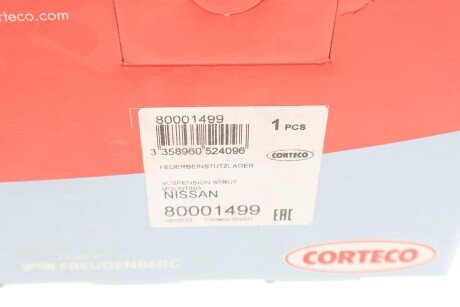 rteco.com
80001499
1 PCS
3 358960 524096
CORTECO
FEDERBEINSTÜTZLAGER
SUSPENSION STRUT
MOUNTING
NISSAN
80001499
Corteco GmbH
EAC
CORTECO
FREUDENBERG